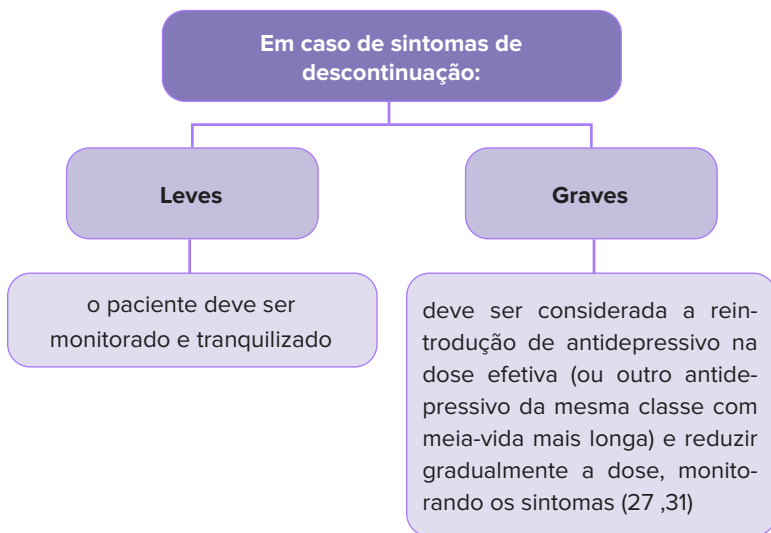 Em caso de sintomas de
descontinuação:
Leves
Graves
o paciente deve ser
monitorado e tranquilizado
deve ser considerada a rein-
trodução de antidepressivo na
dose efetiva (ou outro antide-
pressivo da mesma classe com
meia-vida mais longa) e reduzir
gradualmente a dose, monito-
rando os sintomas (27 ,31)